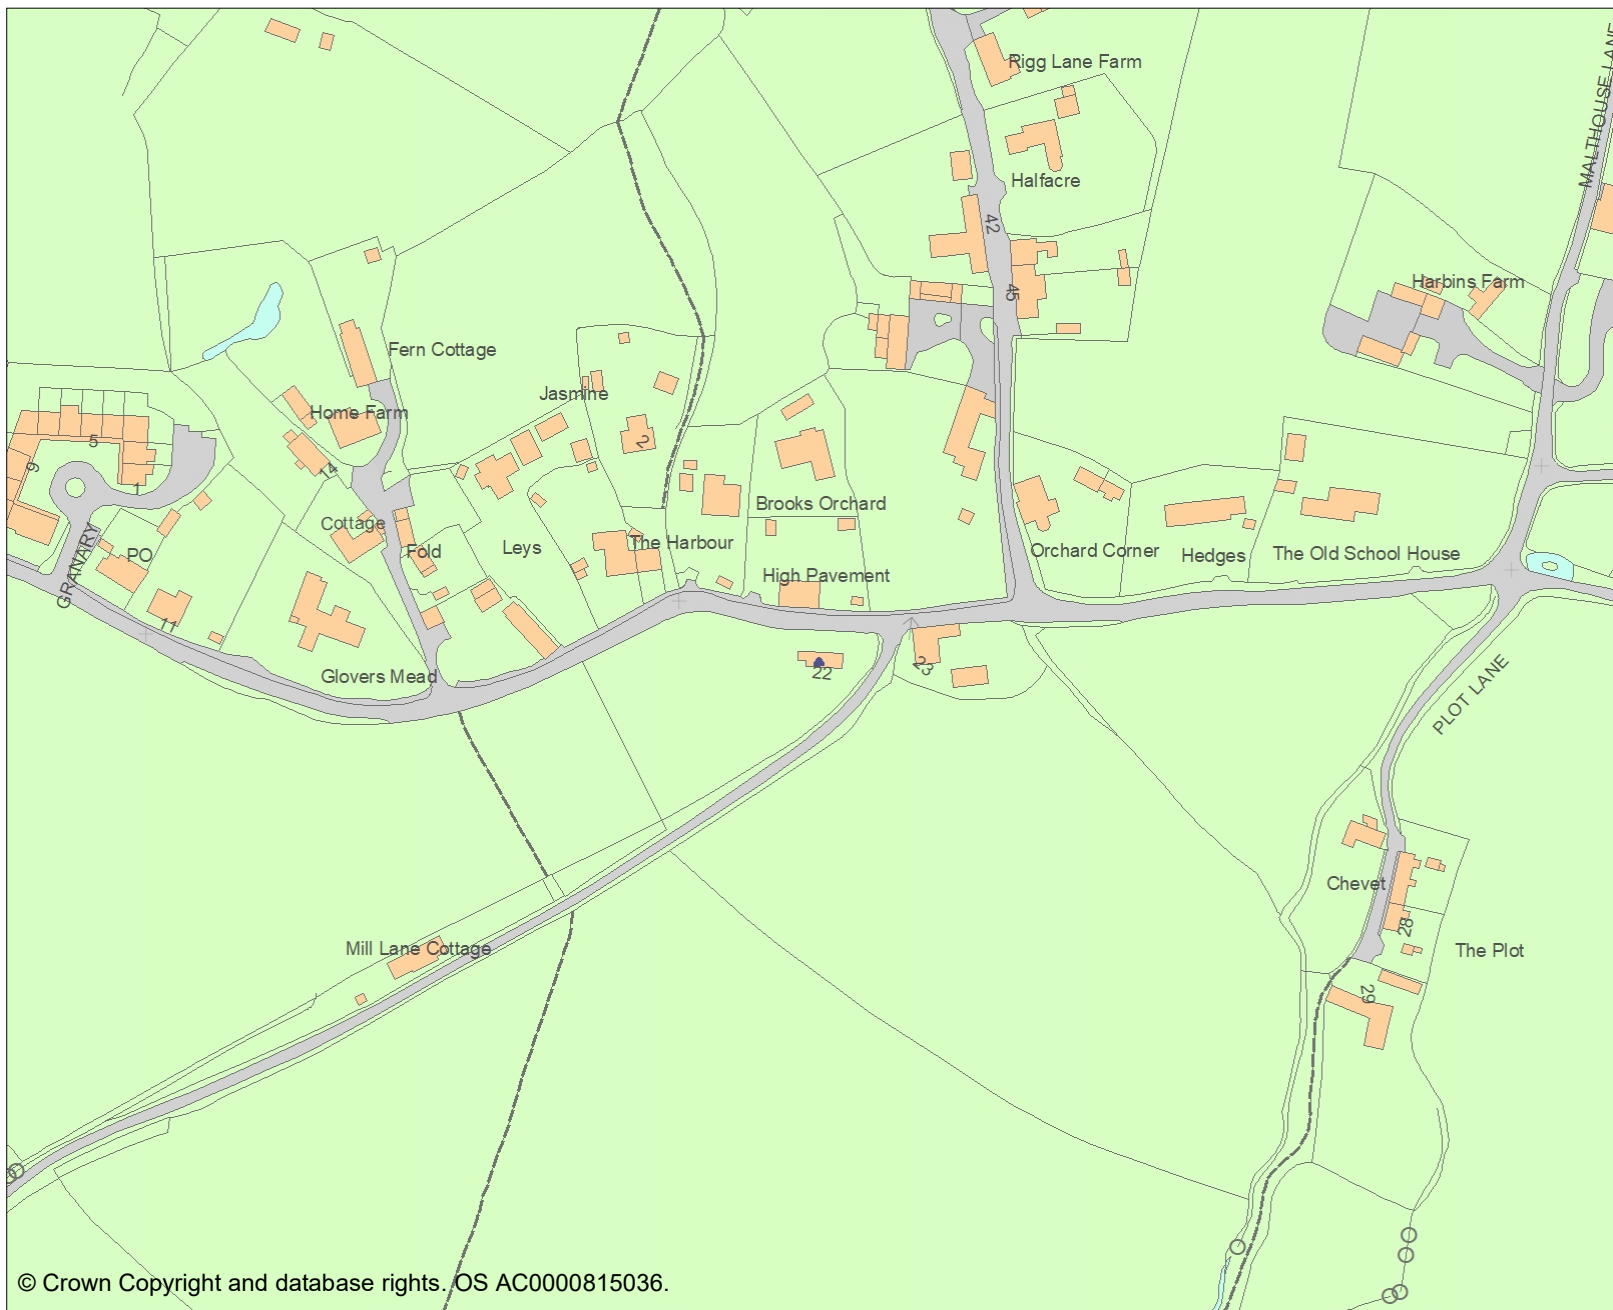 Rigg Lane Farm
MALTHOUSE LANE
Halfacre
42
Harbins Farm
45
Fern Cottage
Jasmine
Home Farm
5
2
9
14
1
Brooks Orchard
Cottage
The Harbour
PO
Fold
Leys
Orchard Corner
Hedges
The Old School House
GRANARY
High Pavement
11
23
22
Glovers Mead
PLOT LANE
Chevet
28
Mill Lane Cottage
The Plot
29
© Crown Copyright and database rights. OS AC0000815036.